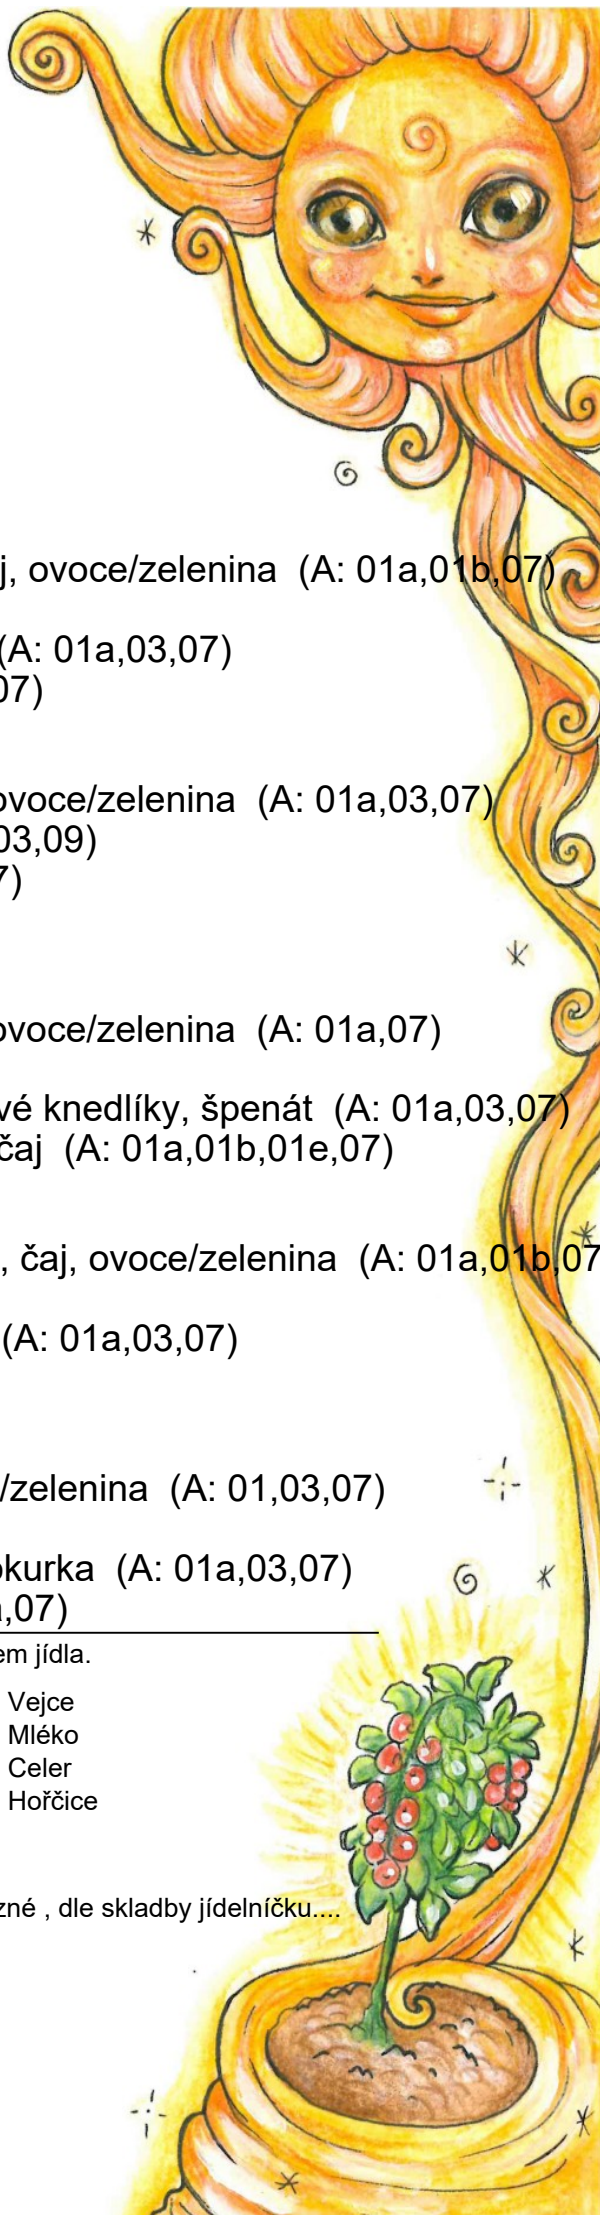 j, ovoce/zelenina (A: 01a,01b,07)
(A: 01a,03,07)
07)
ovoce/zelenina (A: 01a,03,07)
03,09)
7)
ovoce/zelenina (A: 01a,07)
vé knedlíky, špenát (A: 01a,03,07)
čaj (A: 01a,01b,01e,07)
, čaj, ovoce/zelenina (A: 01a,01b,07
(A: 01a,03,07)
/zelenina (A: 01,03,07)
okurka (A: 01a,03,07)
a,07)
em jídla.
Vejce
Mléko
Celer
Hořčice
zné , dle skladby jídelníčku....